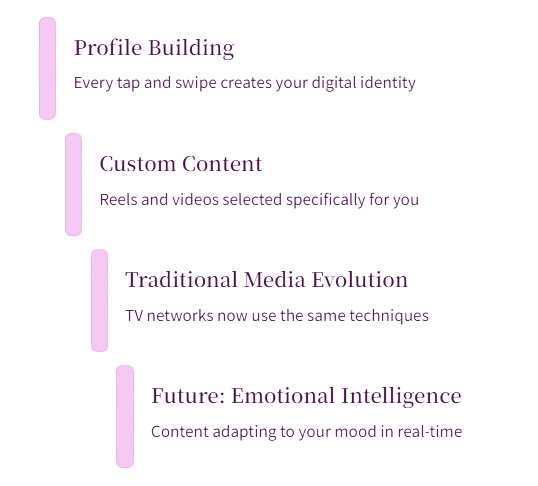 Profile Building
Every tap and swipe creates your digital identity
Custom Content
Reels and videos selected specifically for you
Traditional Media Evolution
TV networks now use the same techniques
Future: Emotional Intelligence
Content adapting to your mood in real-time